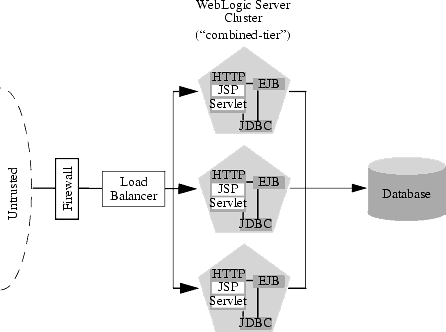 WebLogic Server
Cluster
(“combined-tier”)
HTTP
JSP
Servlet
EJB
JDBC
Untrusted
Firewall
Load
Balancer
HTTP
JSP
Servlet
EJB
JDBC
Database
HTTP
JSP
Servlet
EJB
JDBC